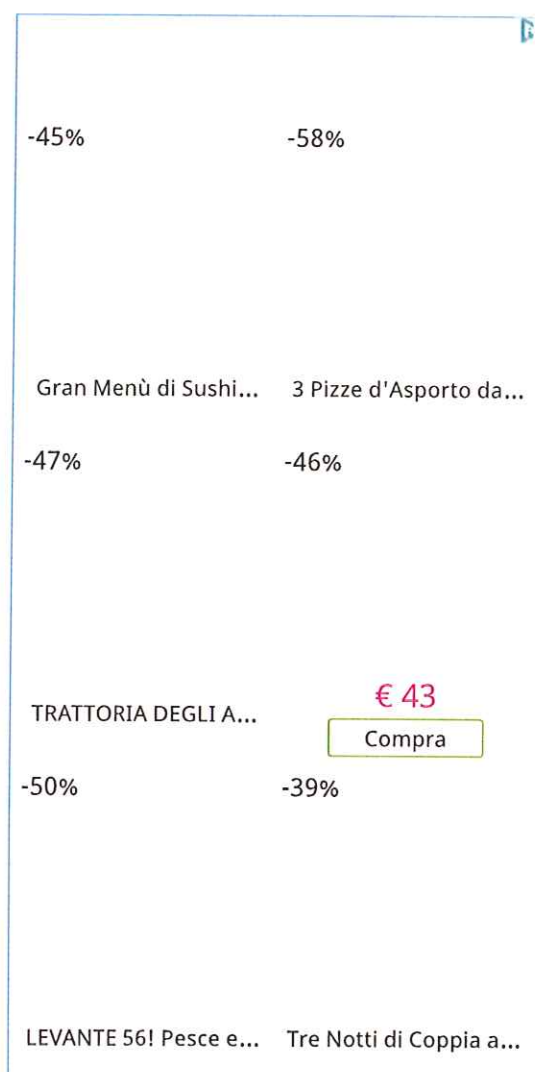 -45% -58%
Gran Menù di Sushi... 3 Pizze d'Asporto da...
-47% -46%
TRATTORIA DEGLI A... € 43
Compra
-50% -39%
LEVANTE 56! Pesce e... Tre Notti di Coppia a...